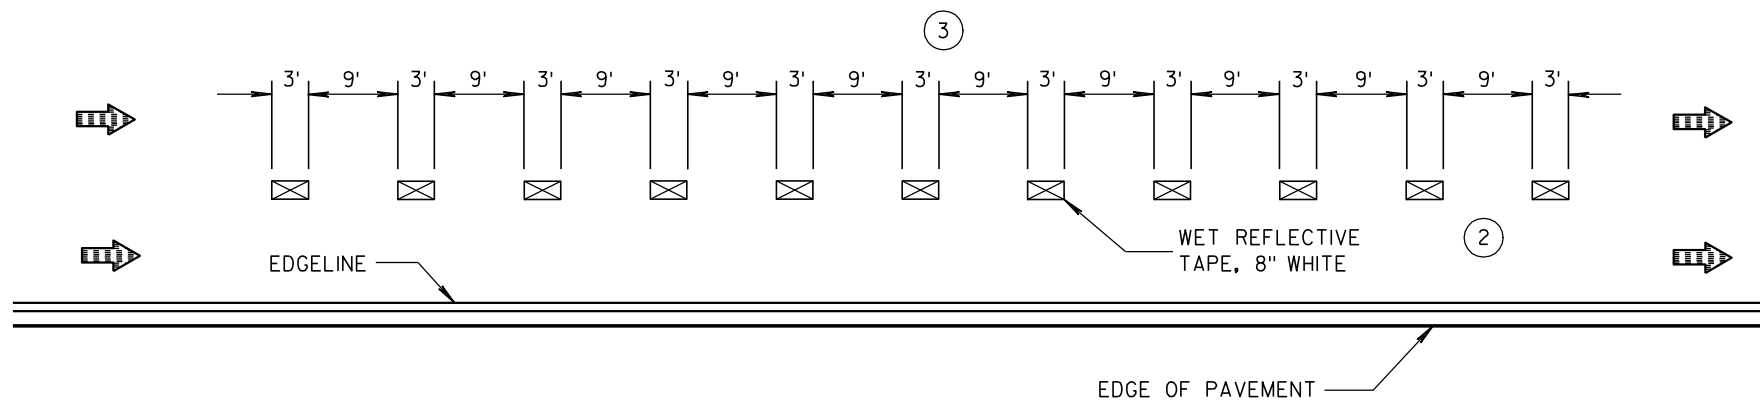 3
3' 9' 3' 9' 3' 9' 3' 9' 3' 9' 3' 9' 3' 9' 3' 9' 3' 9' 3' 9' 3'
WET REFLECTIVE
TAPE, 8" WHITE
2
EDGELINE
EDGE OF PAVEMENT